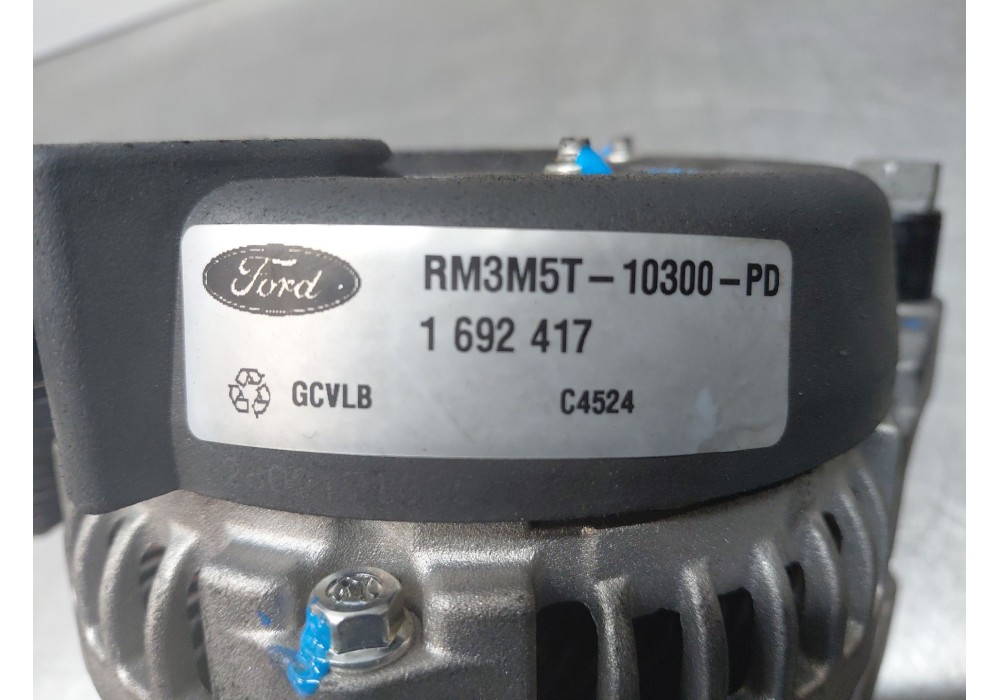 Ford
RM3M5T-10300-PD
1 692 417
GCVLB
C4524